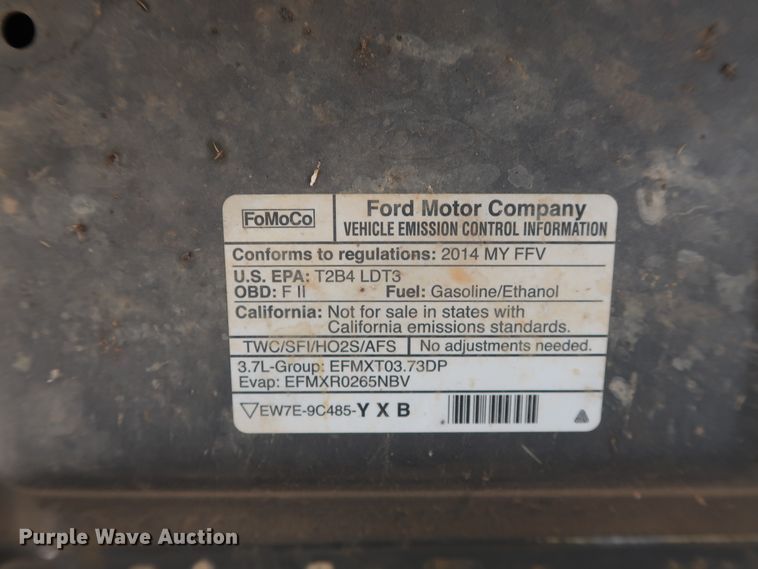 FoMoCo
Ford Motor Company
VEHICLE EMISSION CONTROL INFORMATION
Conforms to regulations: 2014 MY FFV
U.S. EPA: T2B4 LDT3
OBD: F II Fuel: Gasoline/Ethanol
California: Not for sale in states with
California emissions standards.
TWC/SFI/HO2S/AFS No adjustments needed.
3.7L-Group: EFMXT03.73DP
Evap: EFMXR0265NBV
EW7E-9C485-Y X B
Purple Wave Auction